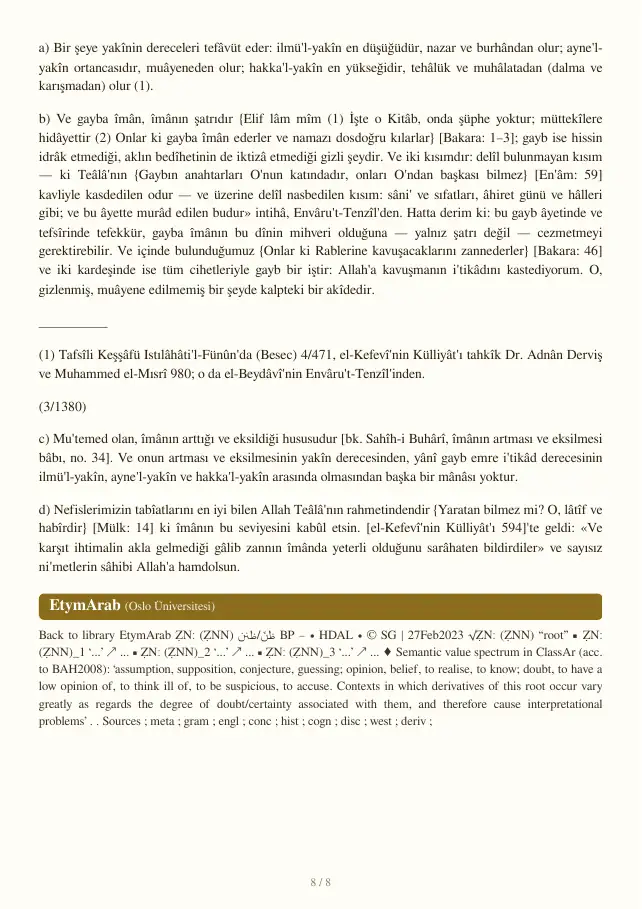 a) Bir şeye yakînin dereceleri tefâvüt eder: ilmü'l-yakîn en düşüğüdür, nazar ve burhândan olur; ayne'l-
yakîn ortancasıdır, muâyeneden olur; hakka'l-yakîn en yükseğidir, tehâlük ve muhâlatadan (dalma ve
karışmadan) olur (1).
b) Ve gayba îmân, îmânın şatrıdır {Elif lâm mîm (1) İşte o Kitâb, onda şüphe yoktur; müttekîlere
hidâyettir (2) Onlar ki gayba îmân ederler ve namazı dosdoğru kılarlar} [Bakara: 1–3]; gayb ise hissin
idrâk etmediği, aklın bedîhetinin de iktizâ etmediği gizli şeydir. Ve iki kısımdır: delîl bulunmayan kısım
— ki Teâlâ'nın {Gaybın anahtarları O'nun katındadır, onları O'ndan başkası bilmez} [En'âm: 59]
kavliyle kasdedilen odur — ve üzerine delîl nasbedilen kısım: sâni' ve sıfatları, âhiret günü ve hâlleri
gibi; ve bu âyette murâd edilen budur» intihâ, Envâru't-Tenzîl'den. Hatta derim ki: bu gayb âyetinde ve
tefsîrinde tefekkür, gayba îmânın bu dînin mihveri olduğuna — yalnız şatrı değil — cezmetmeyi
gerektirebilir. Ve içinde bulunduğumuz {Onlar ki Rablerine kavuşacaklarını zannederler} [Bakara: 46]
ve iki kardeşinde ise tüm cihetleriyle gayb bir iştir: Allah'a kavuşmanın i'tikâdını kastediyorum. O,
gizlenmiş, muâyene edilmemiş bir şeyde kalpteki bir akîdedir.
(1) Tafsîli Keşşâfü Istılâhâti'l-Fünûn'da (Besec) 4/471, el-Kefevî'nin Külliyât'ı tahkîk Dr. Adnân Derviş
ve Muhammed el-Mısrî 980; o da el-Beydâvî'nin Envâru't-Tenzîl'inden.
(3/1380)
c) Mu'temed olan, îmânın arttığı ve eksildiği hususudur [bk. Sahîh-i Buhârî, îmânın artması ve eksilmesi
bâbı, no. 34]. Ve onun artması ve eksilmesinin yakîn derecesinden, yânî gayb emre i'tikâd derecesinin
ilmü'l-yakîn, ayne'l-yakîn ve hakka'l-yakîn arasında olmasından başka bir mânâsı yoktur.
d) Nefislerimizin tabîatlarını en iyi bilen Allah Teâlâ'nın rahmetindendir {Yaratan bilmez mi? O, lâtîf ve
habîrdir} [Mülk: 14] ki îmânın bu seviyesini kabûl etsin. [el-Kefevî'nin Külliyât'ı 594]'te geldi: «Ve
karşıt ihtimalin akla gelmediği gâlib zannın îmânda yeterli olduğunu sarâhaten bildirdiler» ve sayısız
ni'metlerin sâhibi Allah'a hamdolsun.
EtymArab (Oslo Üniversitesi)
Back to library EtymArab ẒN: (ẒNN) ظنّ/ظنن BP – • HDAL • © SG | 27Feb2023 √ẒN: (ẒNN) “root” ▪ ẒN:
(ẒNN)_1 ‘...’ ↗ ... ▪ ẒN: (ẒNN)_2 ‘...’ ↗ ... ▪ ẒN: (ẒNN)_3 ‘...’ ↗ ... ♦ Semantic value spectrum in ClassAr (acc.
to BAH2008): ‘assumption, supposition, conjecture, guessing; opinion, belief, to realise, to know; doubt, to have a
low opinion of, to think ill of, to be suspicious, to accuse. Contexts in which derivatives of this root occur vary
greatly as regards the degree of doubt/certainty associated with them, and therefore cause interpretational
problems’ . . Sources ; meta ; gram ; engl ; conc ; hist ; cogn ; disc ; west ; deriv ;
8 / 8